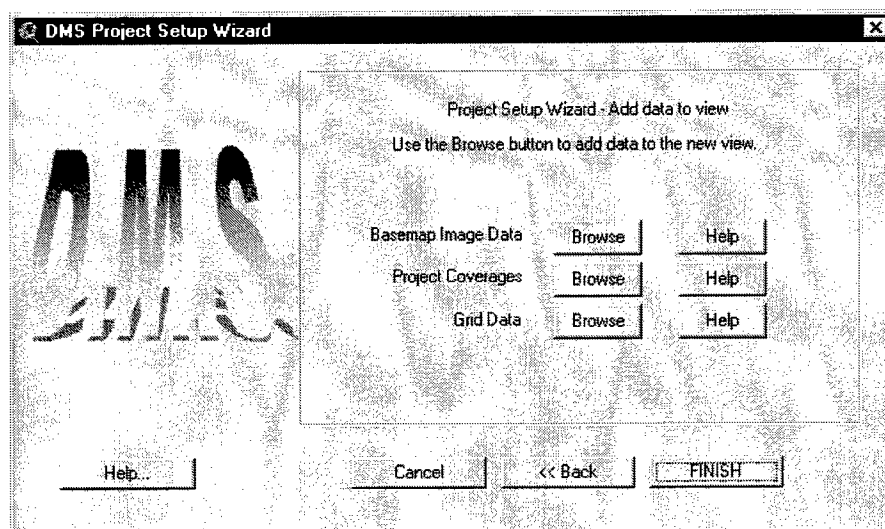 DMS Project Setup Wizard
Project Setup Wizard - Add data to view
Use the Browse button to add data to the new view.
DMS
Basemap Image Data Browse Help
Project Coverages Browse Help
Grid Data Browse Help
Help... Cancel << Back FINISH